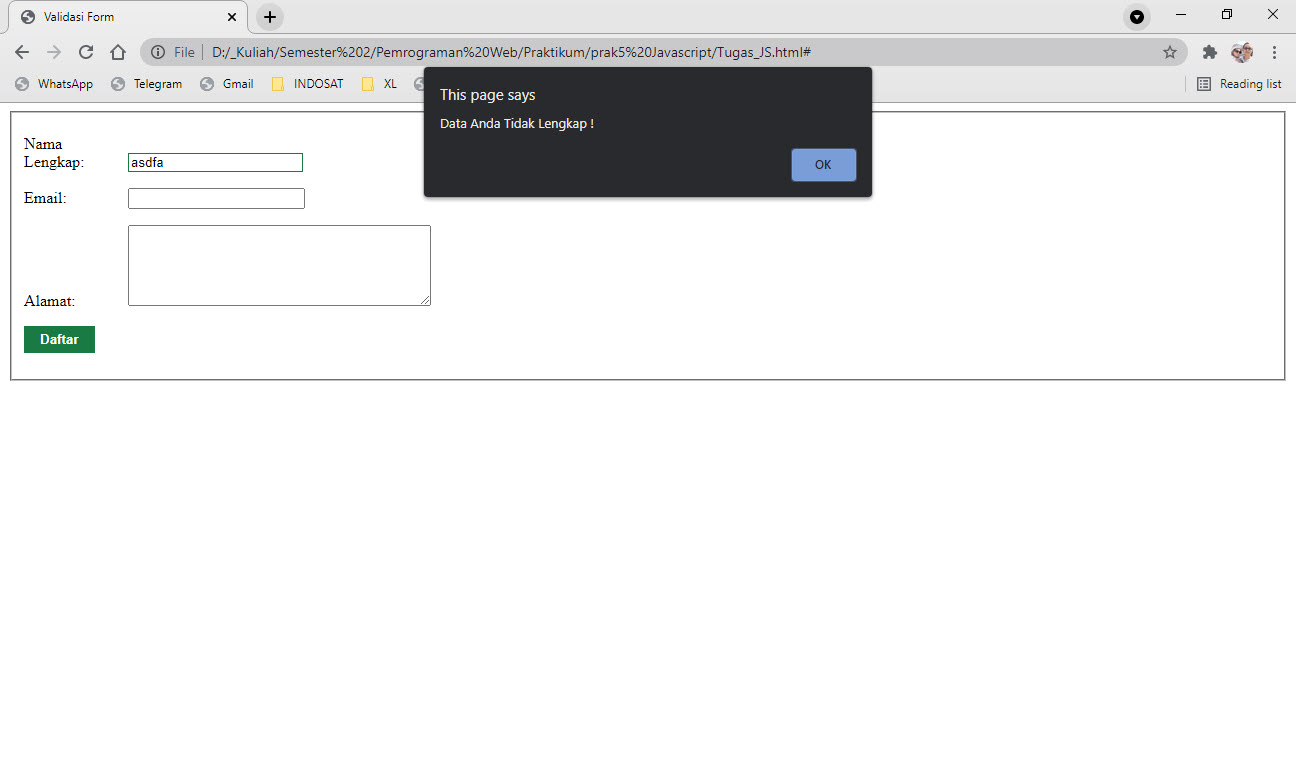 Validasi Form
File D:/_Kuliah/Semester%202/Pemrograman%20Web/Praktikum/prak5%20Javascript/Tugas_JS.html#
WhatsApp Telegram Gmail INDOSAT XL Reading list
This page says
Data Anda Tidak Lengkap !
OK
Nama
Lengkap: asdfa
Email:
Alamat:
Daftar